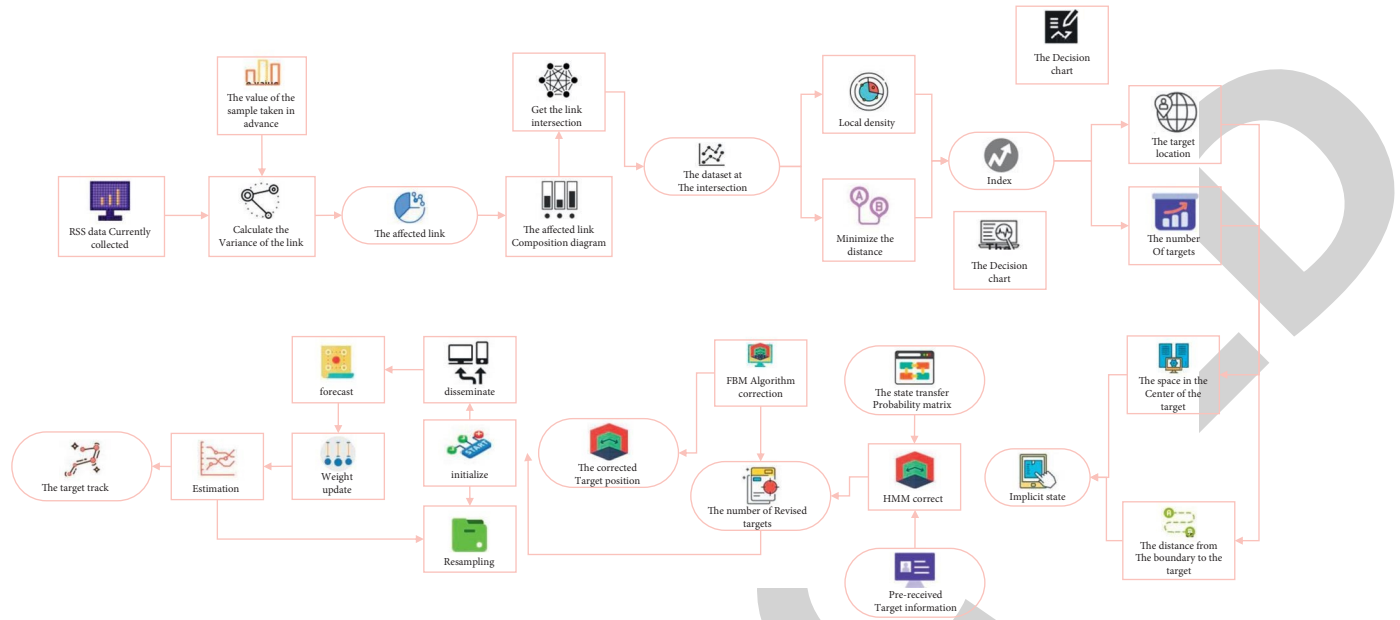 The Decision
chart
The value of the
sample taken in
advance
Get the link
intersection
Local density
The target
location
The dataset at
The intersection
Index
RSS data Currently
collected
Calculate the
Variance of the link
The affected link
The affected link
Composition diagram
Minimize the
distance
The Decision
chart
The number
Of targets
forecast
disseminate
FBM Algorithm
correction
The state transfer
Probability matrix
The space in the
Center of the
target
The target track
Estimation
Weight
update
START
initialize
The corrected
Target position
The number of Revised
targets
HMM correct
Implicit state
Resampling
Pre-received
Target information
The distance from
The boundary to the
target
A
B